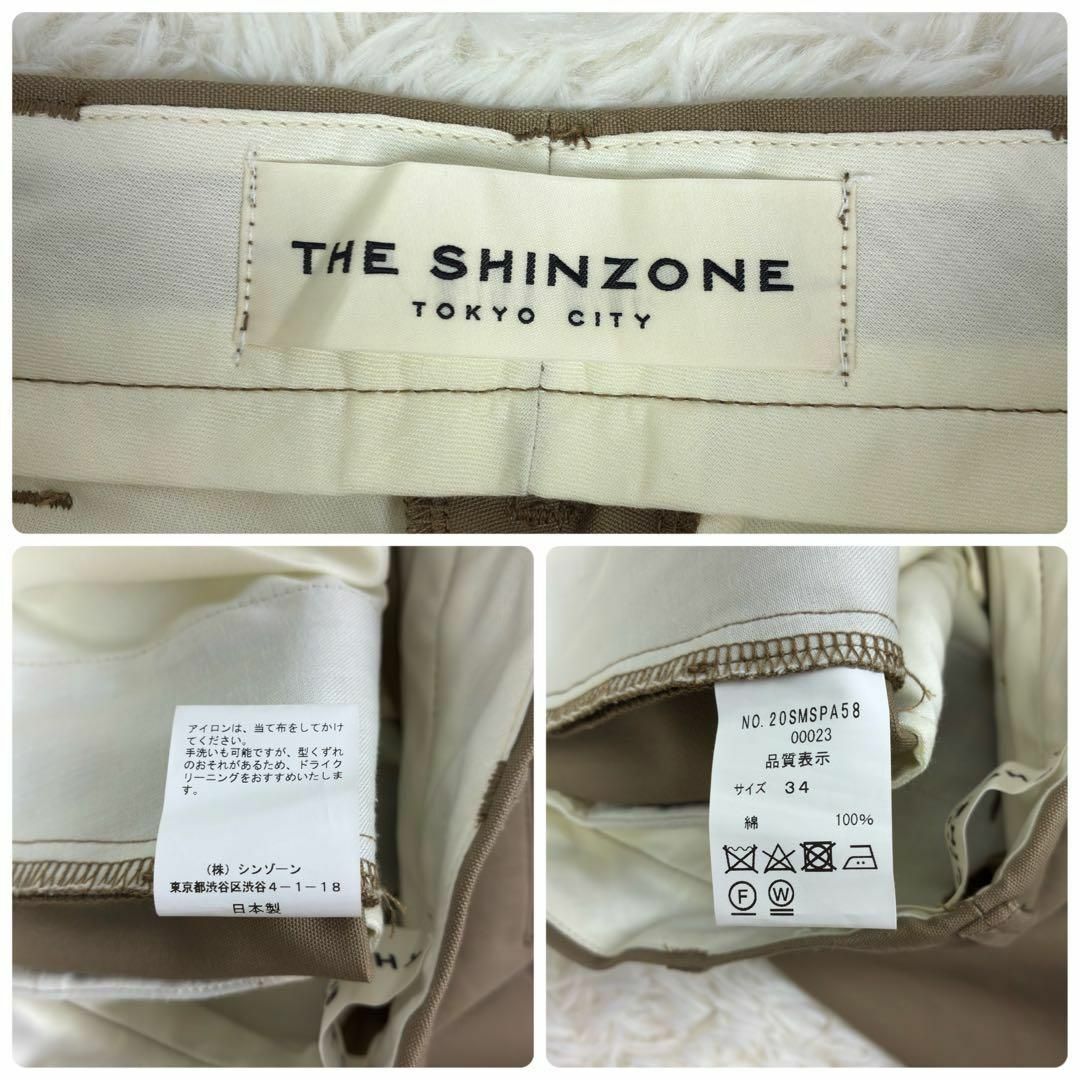 THE SHINZONE
TOKYO CITY
アイロンは、当て布をしてかけ
てください。
手洗いも可能ですが、型くずれ
のおそれがあるため、ドライク
リーニングをおすすめいたしま
す。
(株) シンゾーン
東京都渋谷区渋谷4-1-18
日本製
H
NO. 20SMSPA58
00023
品質表示
サイズ 34
綿 100%
F W